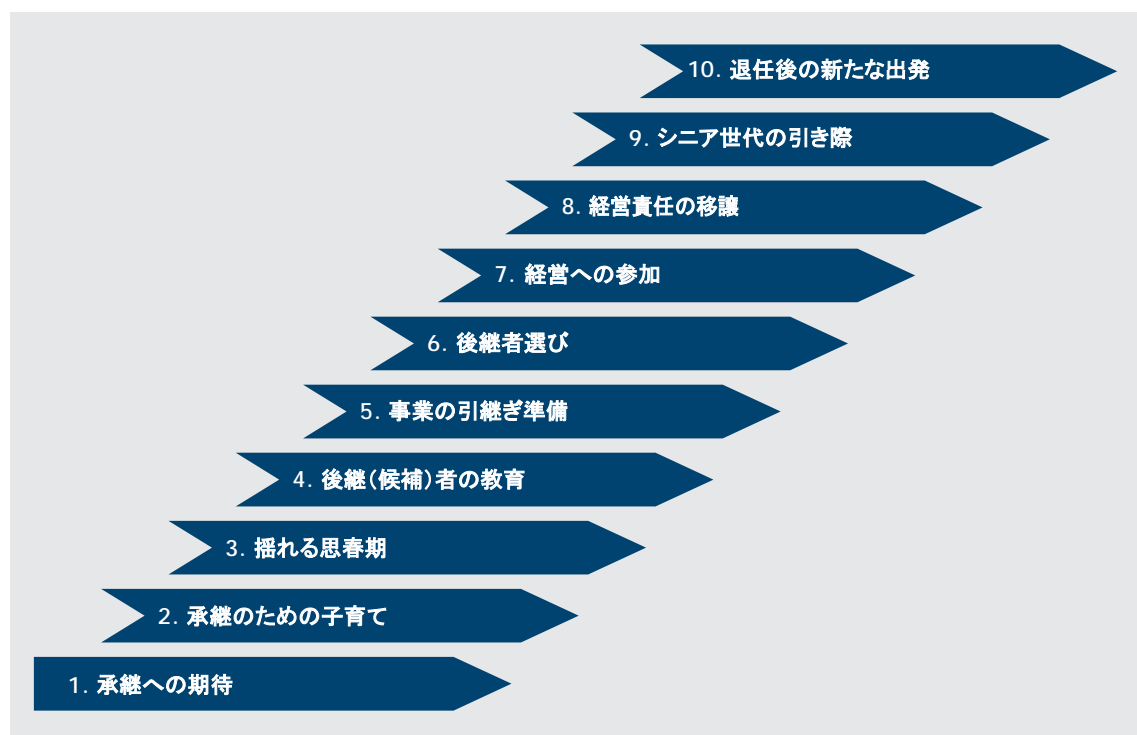 10. 退任後の新たな出発
9. シニア世代の引き際
8. 経営責任の移譲
7. 経営への参加
6. 後継者選び
5. 事業の引継ぎ準備
4. 後継(候補)者の教育
3. 揺れる思春期
2. 承継のための子育て
1. 承継への期待